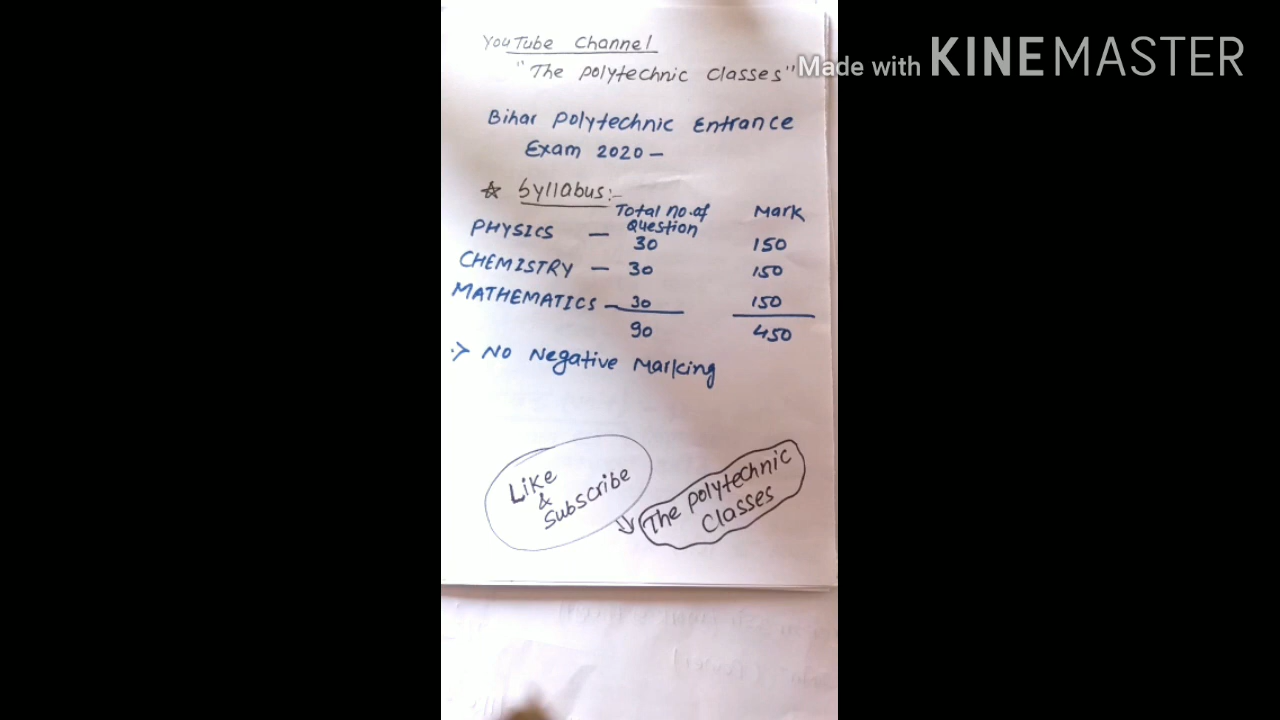 YouTube Channel
"The Polytechnic Classes"
Made with KINEMASTER
Bihar Polytechnic Entrance
Exam 2020 –
☆ Syllabus:–
Total no. of Question Mark
PHYSICS – 30 150
CHEMISTRY – 30 150
MATHEMATICS – 30 150
90 450
∴> No Negative Marking
Like
&
Subscribe
The Polytechnic
Classes